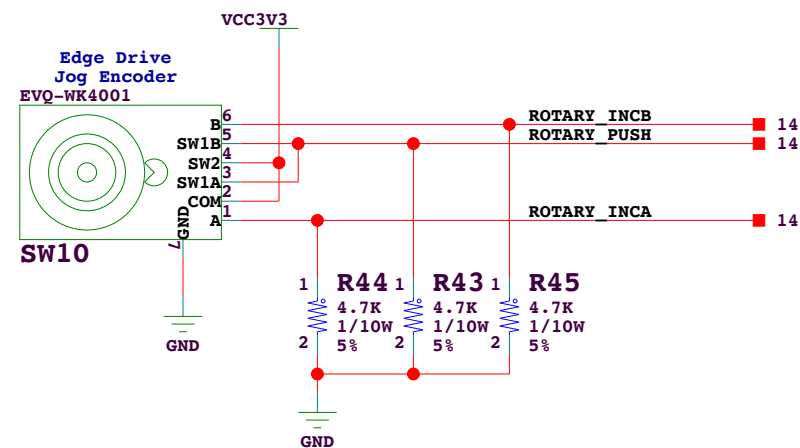 VCC3V3
Edge Drive
Jog Encoder
EVQ-WK4001
B 6
SW1B 5
SW2 4
SW1A 3
COM 2
A 1
GND 7
SW10
GND
ROTARY_INCB 14
ROTARY_PUSH 14
ROTARY_INCA 14
1 R44
4.7K
1/10W
2 5%
1 R43
4.7K
1/10W
2 5%
1 R45
4.7K
1/10W
2 5%
GND